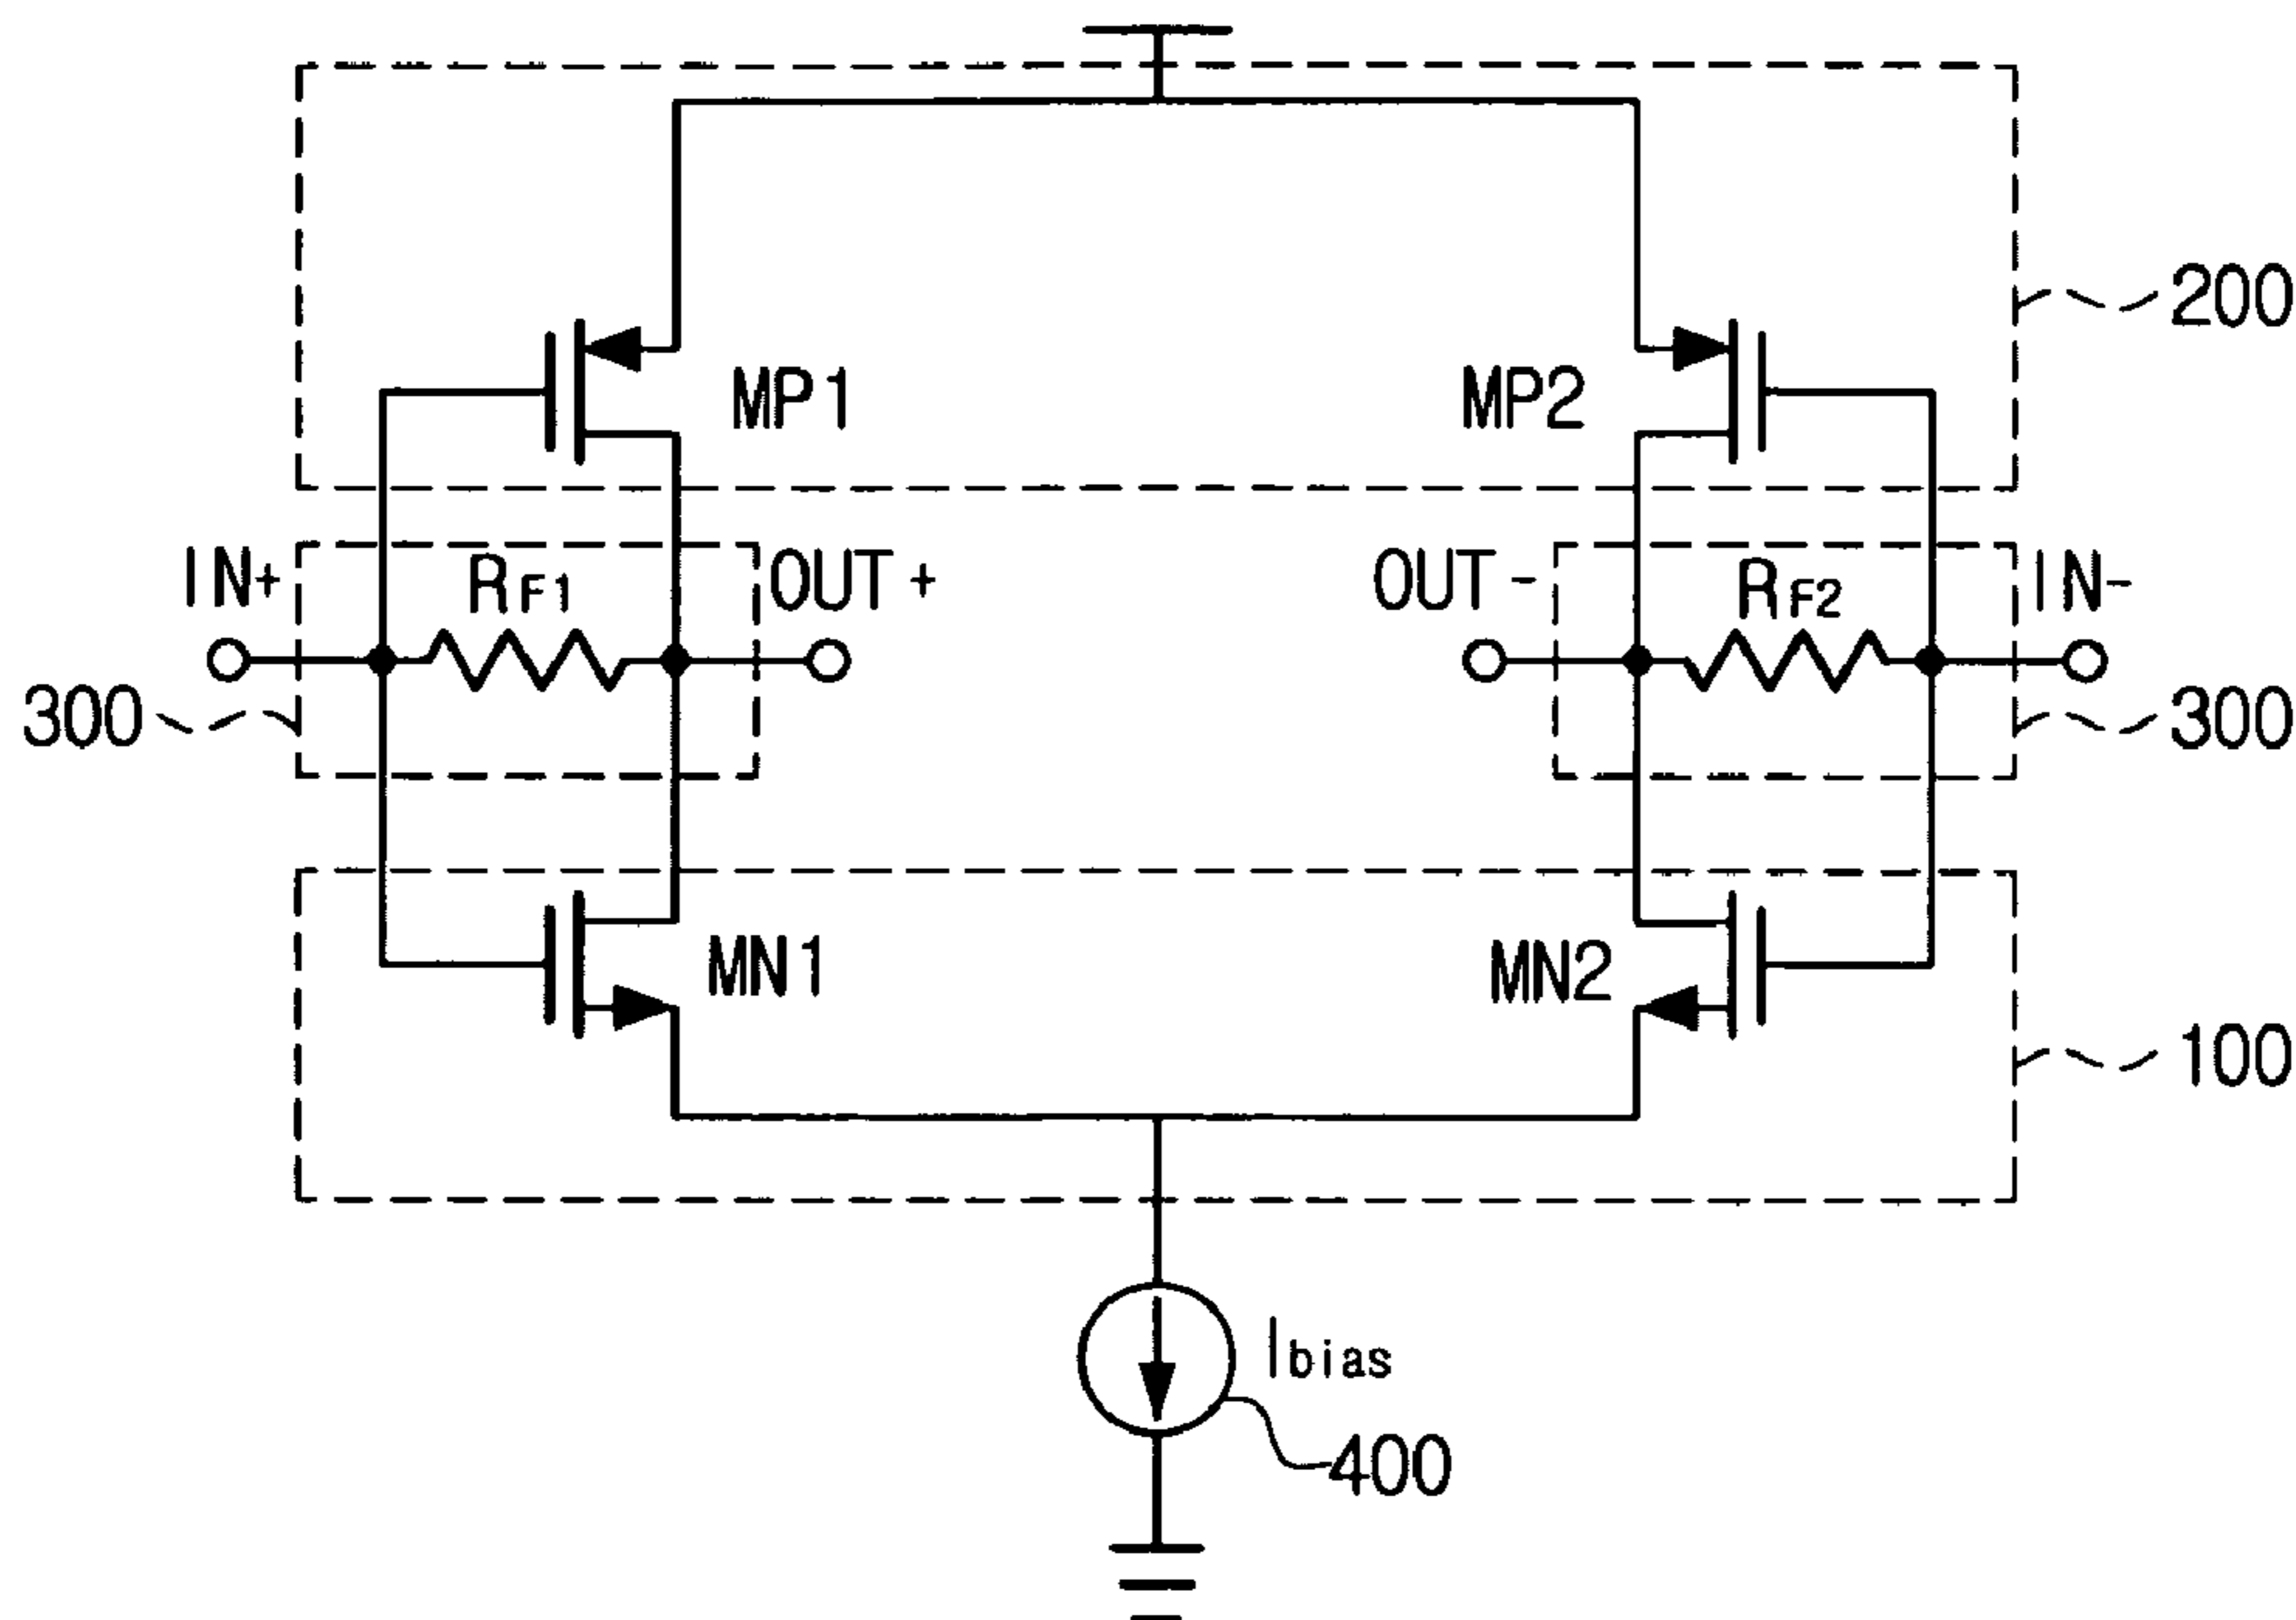 200
MP1
MP2
IN+
RF1
OUT+
OUT-
RF2
IN-
300
300
MN1
MN2
100
Ibias
400